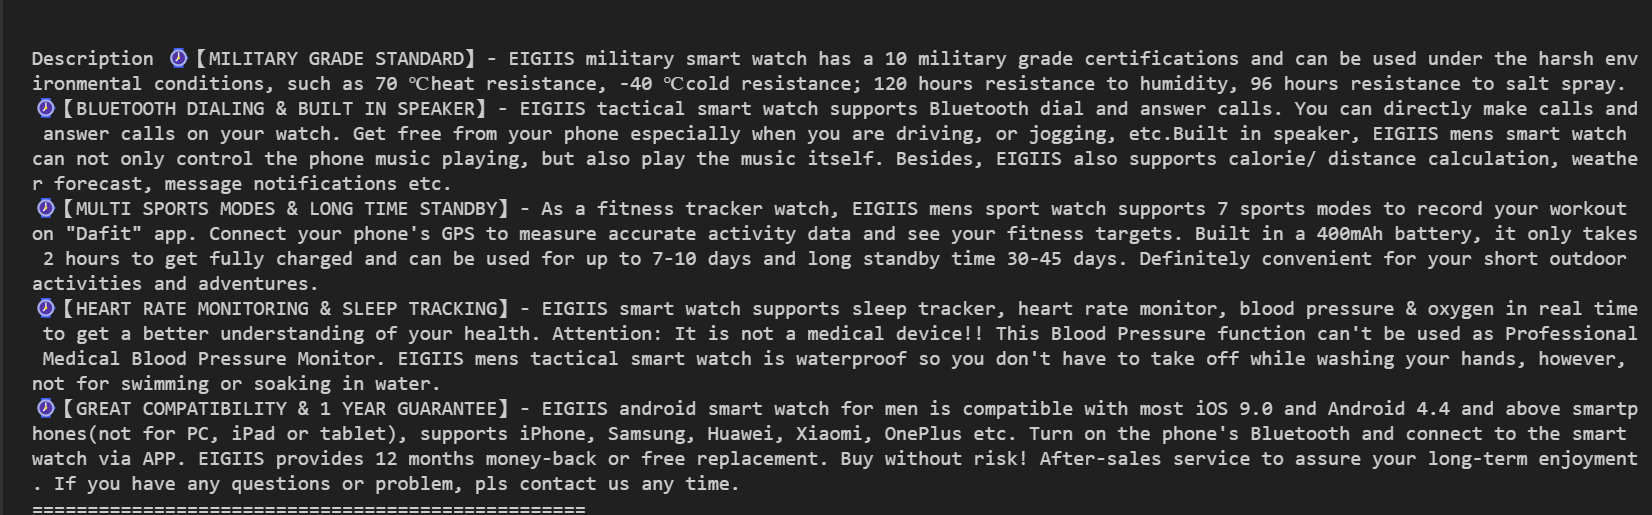 Description ⌚【MILITARY GRADE STANDARD】- EIGIIS military smart watch has a 10 military grade certifications and can be used under the harsh env
ironmental conditions, such as 70 ℃heat resistance, -40 ℃cold resistance; 120 hours resistance to humidity, 96 hours resistance to salt spray.
⌚【BLUETOOTH DIALING & BUILT IN SPEAKER】- EIGIIS tactical smart watch supports Bluetooth dial and answer calls. You can directly make calls and
answer calls on your watch. Get free from your phone especially when you are driving, or jogging, etc.Built in speaker, EIGIIS mens smart watch
can not only control the phone music playing, but also play the music itself. Besides, EIGIIS also supports calorie/ distance calculation, weathe
r forecast, message notifications etc.
⌚【MULTI SPORTS MODES & LONG TIME STANDBY】- As a fitness tracker watch, EIGIIS mens sport watch supports 7 sports modes to record your workout
on "Dafit" app. Connect your phone's GPS to measure accurate activity data and see your fitness targets. Built in a 400mAh battery, it only takes
2 hours to get fully charged and can be used for up to 7-10 days and long standby time 30-45 days. Definitely convenient for your short outdoor
activities and adventures.
⌚【HEART RATE MONITORING & SLEEP TRACKING】- EIGIIS smart watch supports sleep tracker, heart rate monitor, blood pressure & oxygen in real time
to get a better understanding of your health. Attention: It is not a medical device!! This Blood Pressure function can't be used as Professional
Medical Blood Pressure Monitor. EIGIIS mens tactical smart watch is waterproof so you don't have to take off while washing your hands, however,
not for swimming or soaking in water.
⌚【GREAT COMPATIBILITY & 1 YEAR GUARANTEE】- EIGIIS android smart watch for men is compatible with most iOS 9.0 and Android 4.4 and above smartp
hones(not for PC, iPad or tablet), supports iPhone, Samsung, Huawei, Xiaomi, OnePlus etc. Turn on the phone's Bluetooth and connect to the smart
watch via APP. EIGIIS provides 12 months money-back or free replacement. Buy without risk! After-sales service to assure your long-term enjoyment
. If you have any questions or problem, pls contact us any time.
==================================================